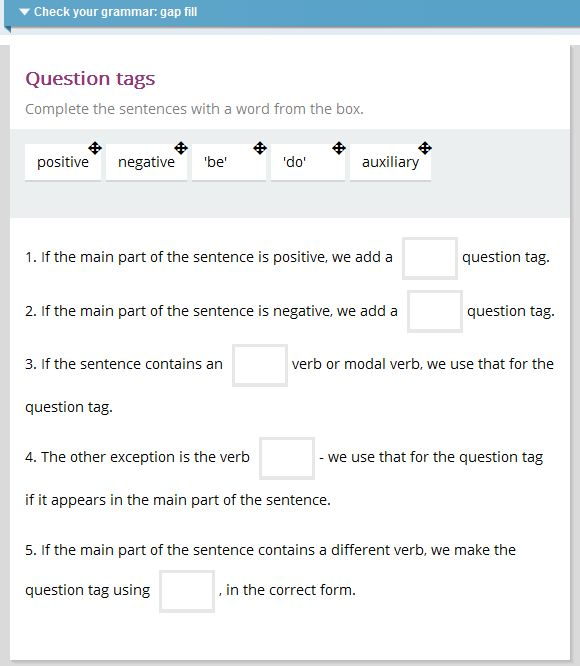 Check your grammar: gap fill
Question tags
Complete the sentences with a word from the box.
positive negative 'be' 'do' auxiliary
1. If the main part of the sentence is positive, we add a question tag.
2. If the main part of the sentence is negative, we add a question tag.
3. If the sentence contains an verb or modal verb, we use that for the
question tag.
4. The other exception is the verb - we use that for the question tag
if it appears in the main part of the sentence.
5. If the main part of the sentence contains a different verb, we make the
question tag using , in the correct form.